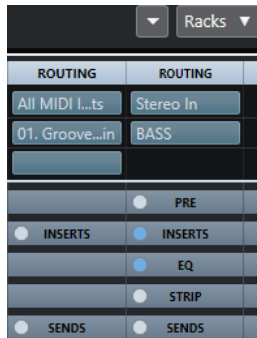 Racks
ROUTING ROUTING
All MIDI I...ts Stereo In
01. Groove...in BASS
PRE
INSERTS INSERTS
EQ
STRIP
SENDS SENDS